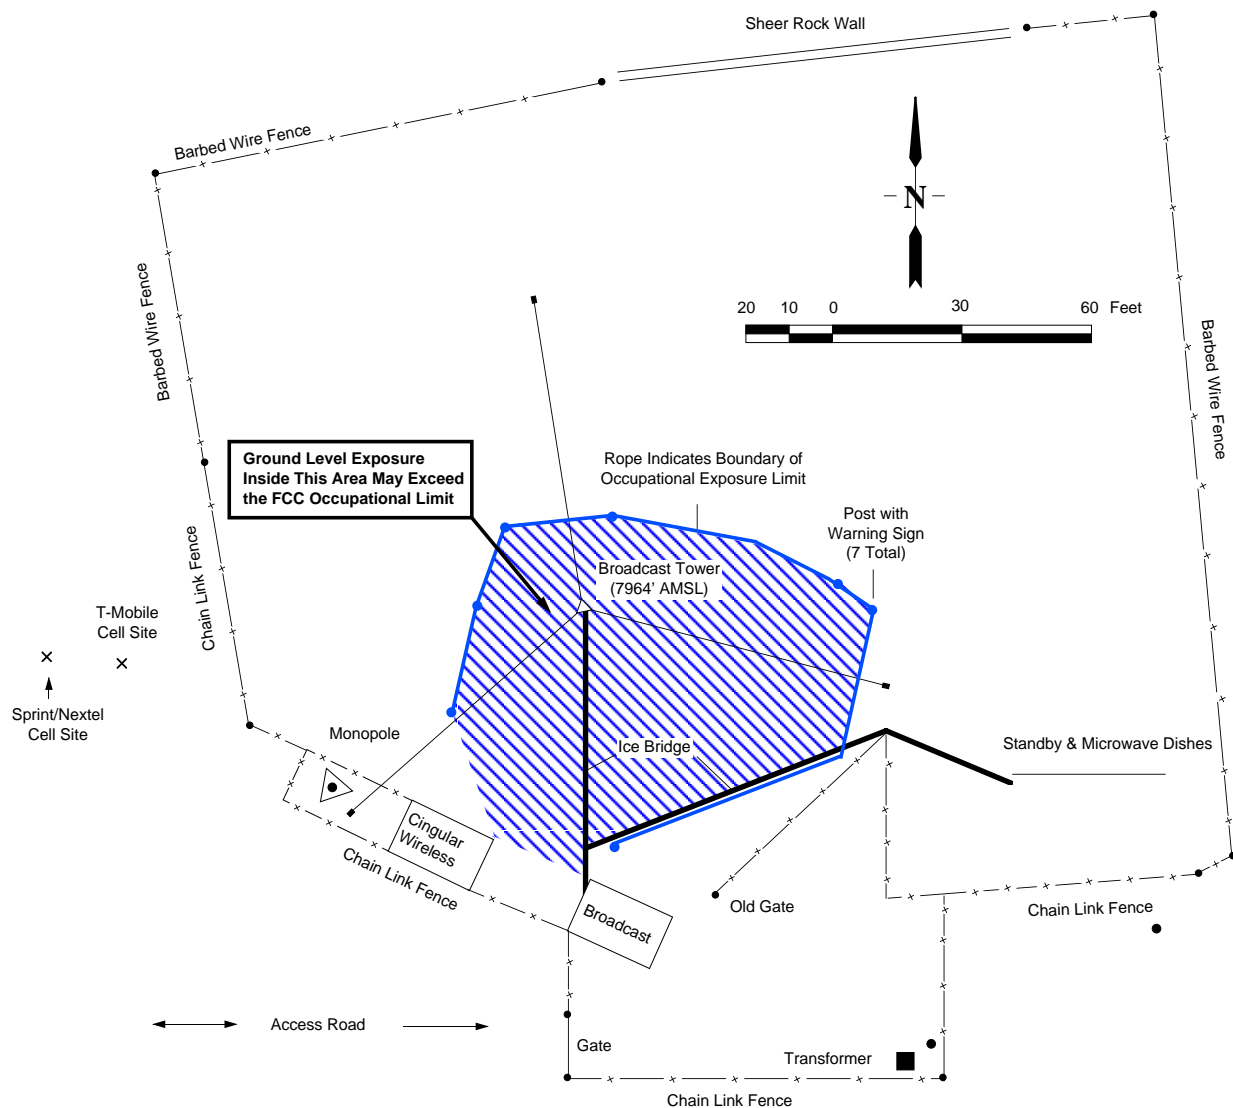 Sheer Rock Wall
Barbed Wire Fence
N
20 10 0 30 60 Feet
Barbed Wire Fence
Barbed Wire Fence
Ground Level Exposure
Inside This Area May Exceed
the FCC Occupational Limit
Rope Indicates Boundary of
Occupational Exposure Limit
Post with
Warning Sign
(7 Total)
Chain Link Fence
Broadcast Tower
(7964' AMSL)
T-Mobile
Cell Site
Sprint/Nextel
Cell Site
Monopole
Ice Bridge
Standby & Microwave Dishes
Cingular
Wireless
Chain Link Fence
Broadcast
Old Gate
Chain Link Fence
Access Road
Gate
Transformer
Chain Link Fence